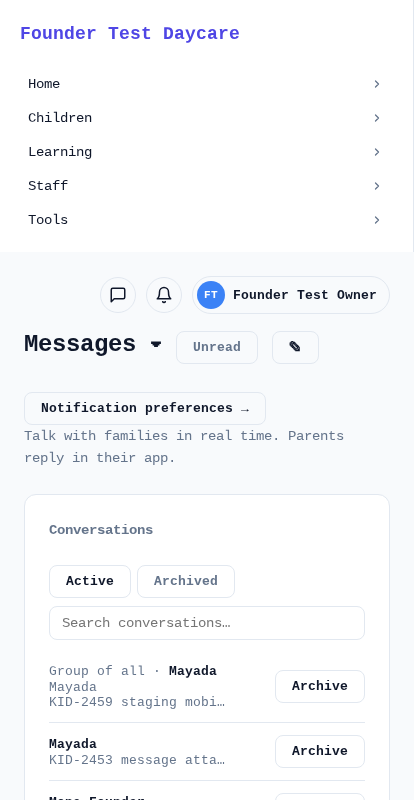 Founder Test Daycare
Home
Children
Learning
Staff
Tools
FT Founder Test Owner
Messages Unread
Notification preferences →
Talk with families in real time. Parents
reply in their app.
Conversations
Active Archived
Search conversations…
Group of all · Mayada
Mayada
KID-2459 staging mobi…
Archive
Mayada
KID-2453 message atta…
Archive